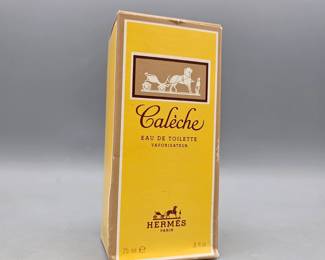 Calèche
EAU DE TOILETTE
VAPORISATEUR
HERMÈS
PARIS
75 ml ℮